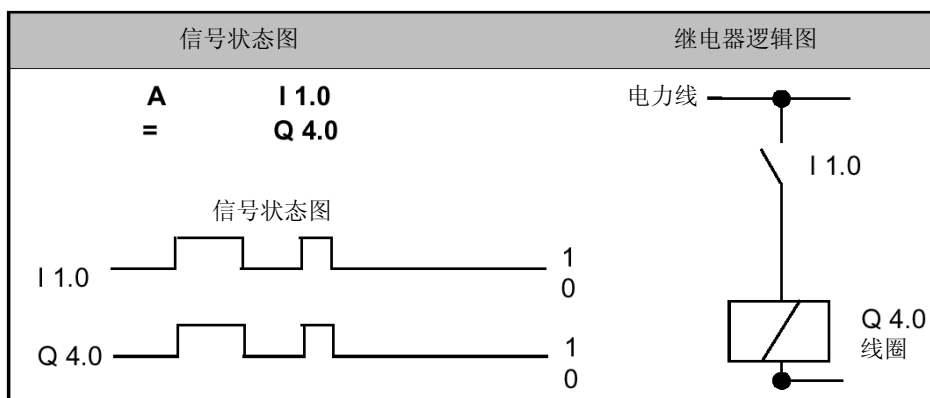 信号状态图 继电器逻辑图
A I 1.0
= Q 4.0
电力线
I 1.0
信号状态图
I 1.0 1
0
Q 4.0 1
0
Q 4.0
线圈